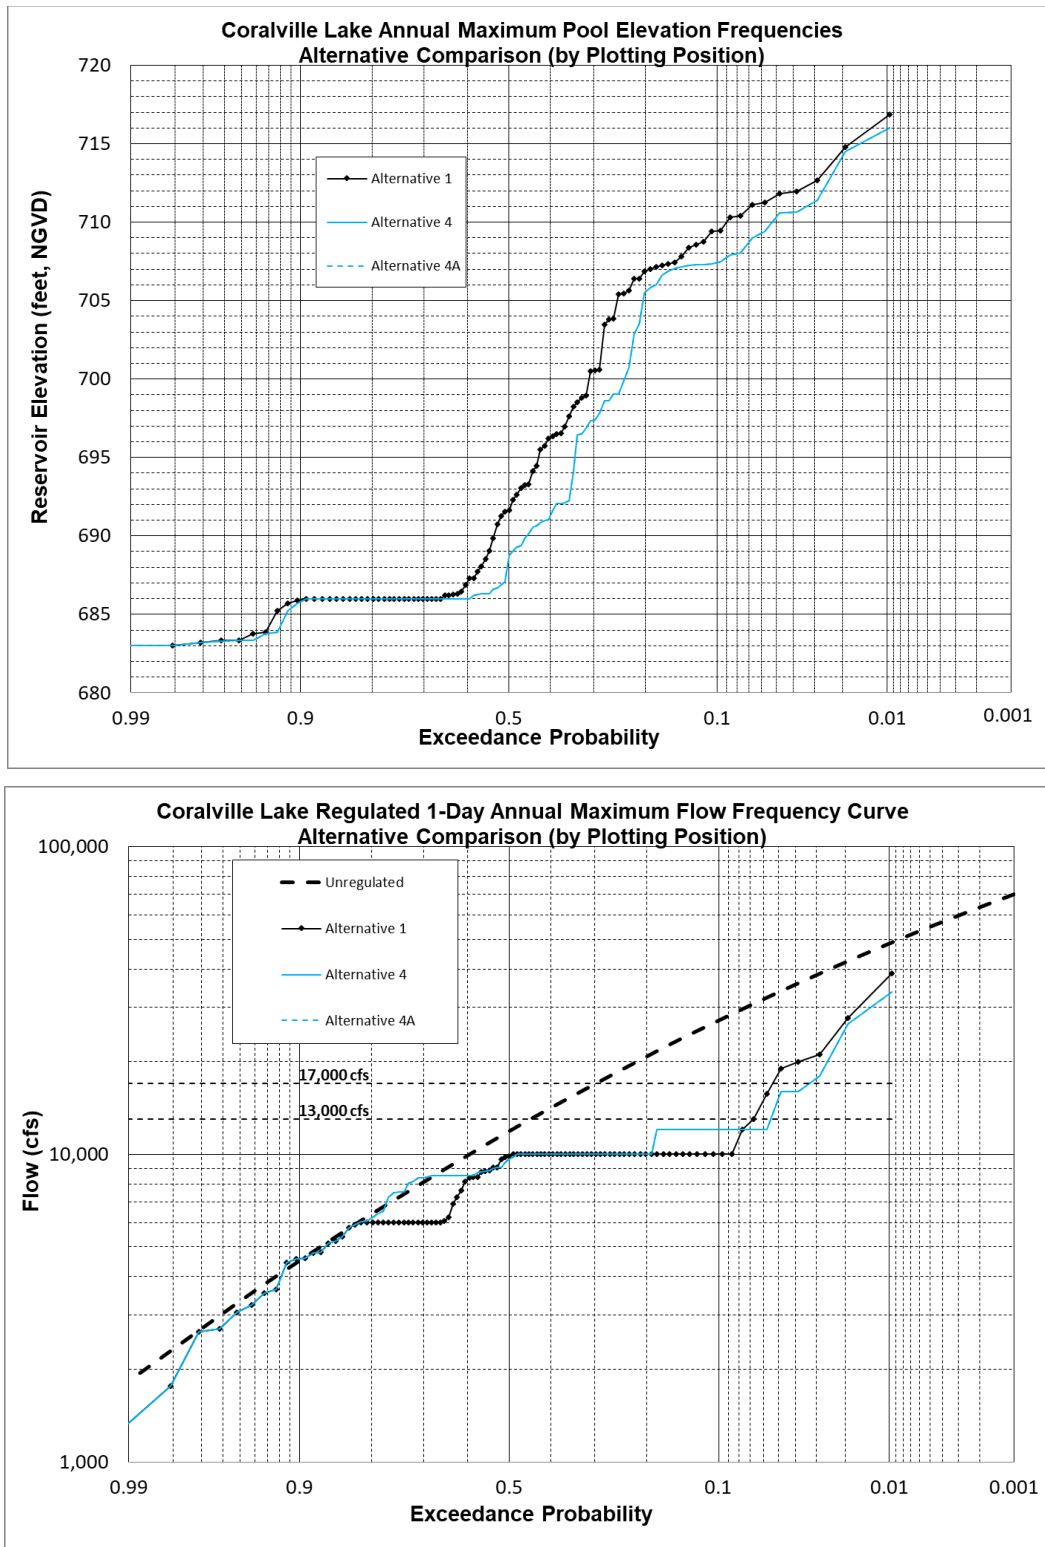 Coralville Lake Annual Maximum Pool Elevation Frequencies
Alternative Comparison (by Plotting Position)
720
715
710
705
700
695
690
685
680
Reservoir Elevation (feet, NGVD)
Alternative 1
Alternative 4
Alternative 4A
0.99
0.9
0.5
0.1
0.01
0.001
Exceedance Probability
Coralville Lake Regulated 1-Day Annual Maximum Flow Frequency Curve
Alternative Comparison (by Plotting Position)
100,000
10,000
1,000
Flow (cfs)
Unregulated
Alternative 1
Alternative 4
Alternative 4A
17,000 cfs
13,000 cfs
0.99
0.9
0.5
0.1
0.01
0.001
Exceedance Probability